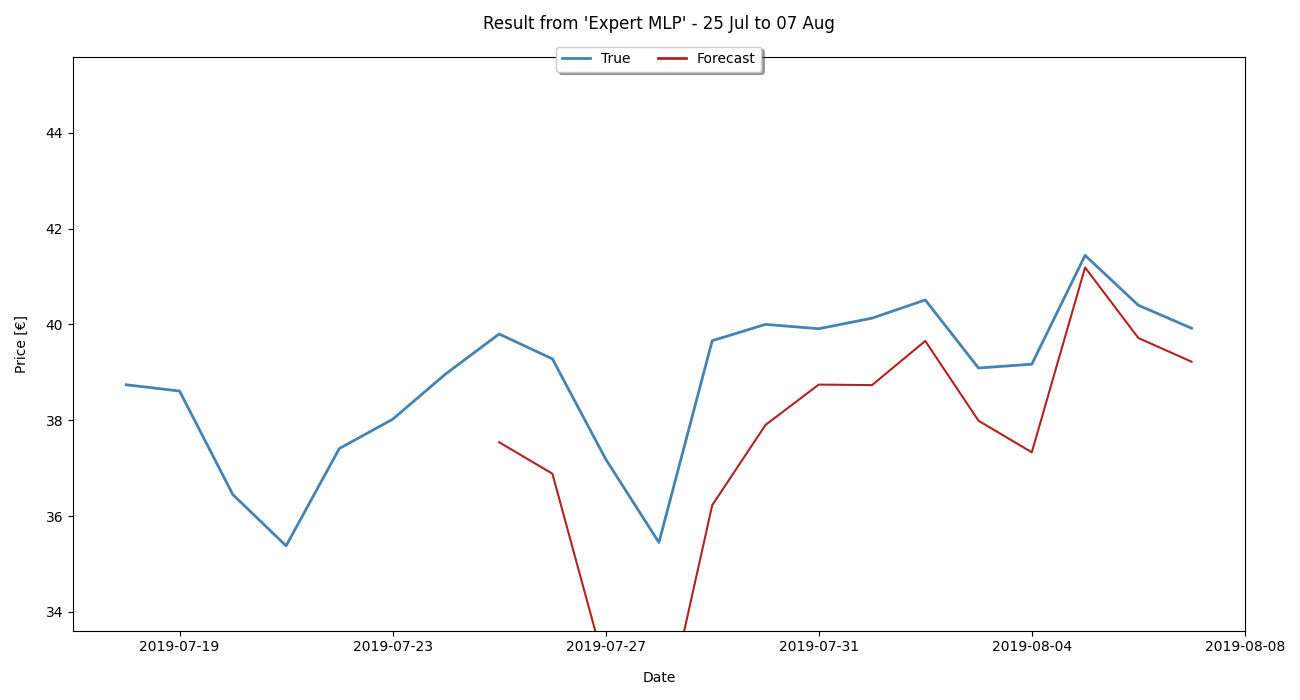 Result from 'Expert MLP' - 25 Jul to 07 Aug
True Forecast
44
42
40
38
36
34
Price [€]
2019-07-19 2019-07-23 2019-07-27 2019-07-31 2019-08-04 2019-08-08
Date